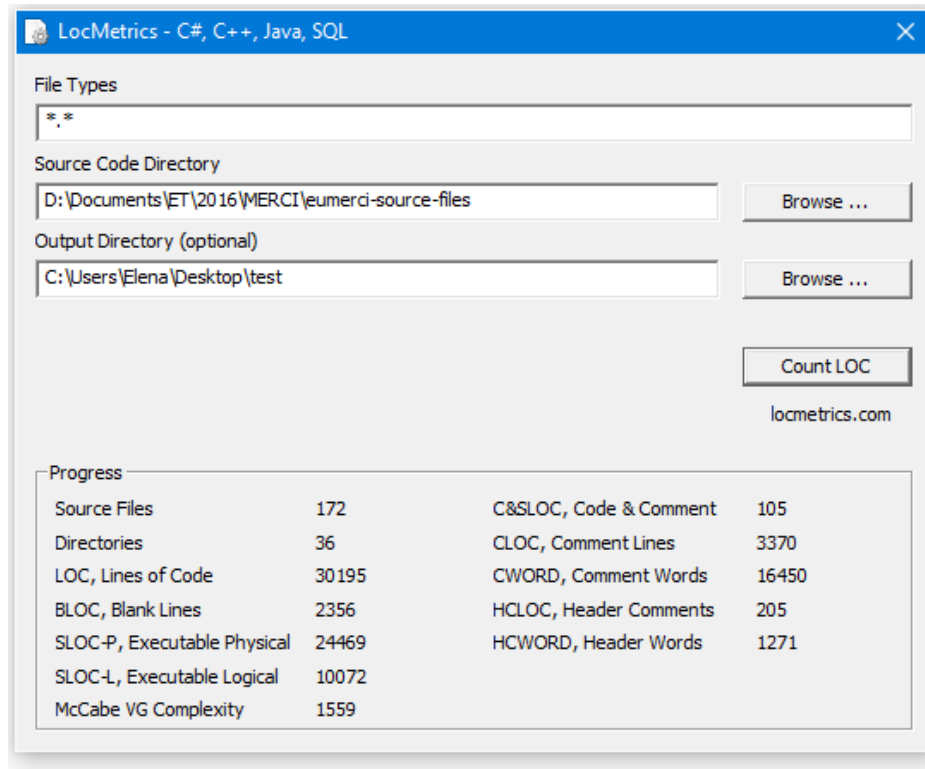 LocMetrics - C#, C++, Java, SQL
File Types
*.*
Source Code Directory
D:\Documents\ET\2016\MERCI\eumerci-source-files
Browse ...
Output Directory (optional)
C:\Users\Elena\Desktop\test
Browse ...
Count LOC
locmetrics.com
Progress
Source Files 172 C&SLOC, Code & Comment 105
Directories 36 CLOC, Comment Lines 3370
LOC, Lines of Code 30195 CWORD, Comment Words 16450
BLOC, Blank Lines 2356 HCLOC, Header Comments 205
SLOC-P, Executable Physical 24469 HCWORD, Header Words 1271
SLOC-L, Executable Logical 10072
McCabe VG Complexity 1559